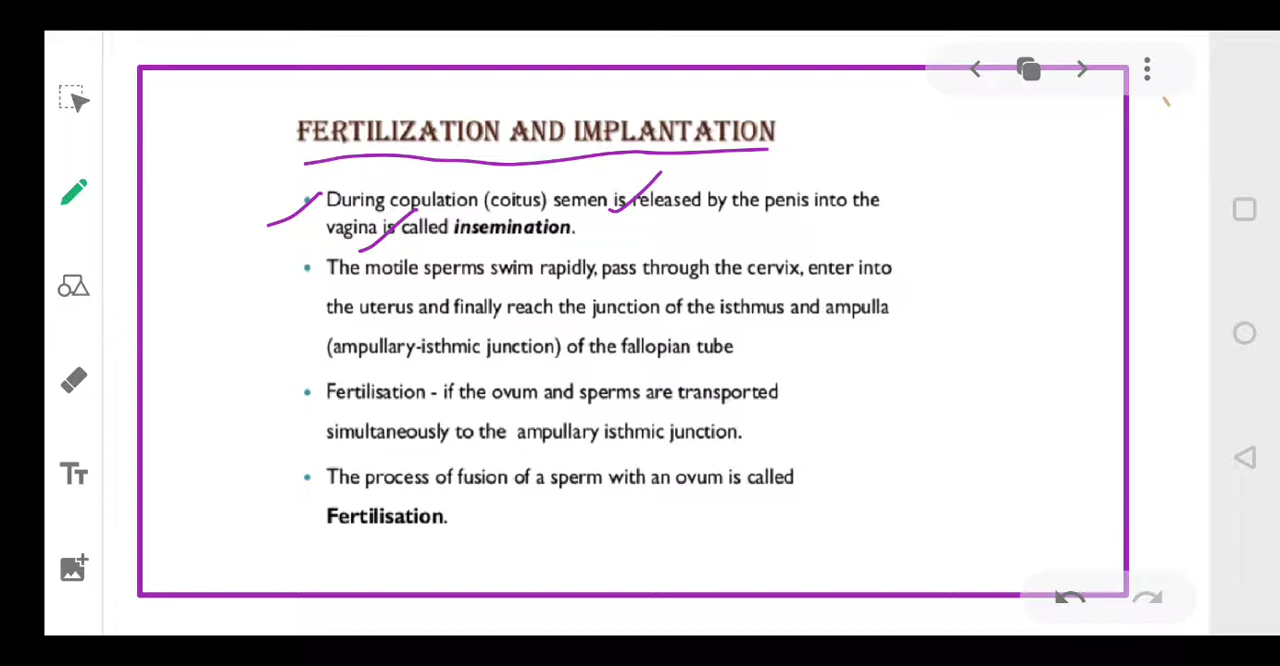 FERTILIZATION AND IMPLANTATION
• During copulation (coitus) semen is released by the penis into the
vagina is called insemination.
• The motile sperms swim rapidly, pass through the cervix, enter into
the uterus and finally reach the junction of the isthmus and ampulla
(ampullary-isthmic junction) of the fallopian tube
• Fertilisation - if the ovum and sperms are transported
simultaneously to the ampullary isthmic junction.
• The process of fusion of a sperm with an ovum is called
Fertilisation.
TT